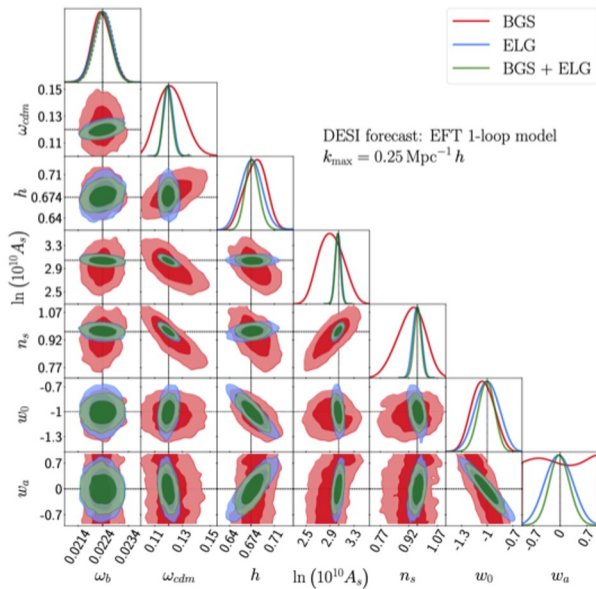 BGS
ELG
BGS + ELG
DESI forecast: EFT 1-loop model
k_max = 0.25 Mpc⁻¹ h
0.15
0.13
0.11
ω_cdm
0.71
0.674
0.64
h
3.3
2.9
2.5
ln (10¹⁰A_s)
1.07
0.92
0.77
n_s
-0.7
-1
-1.3
w_0
0.7
0
-0.7
w_a
0.0214 0.0224 0.0234
0.11 0.13 0.15
0.64 0.674 0.71
2.5 2.9 3.3
0.77 0.92 1.07
-1.3 -1 -0.7
-0.7 0 0.7
ω_b ω_cdm h ln (10¹⁰A_s) n_s w_0 w_a